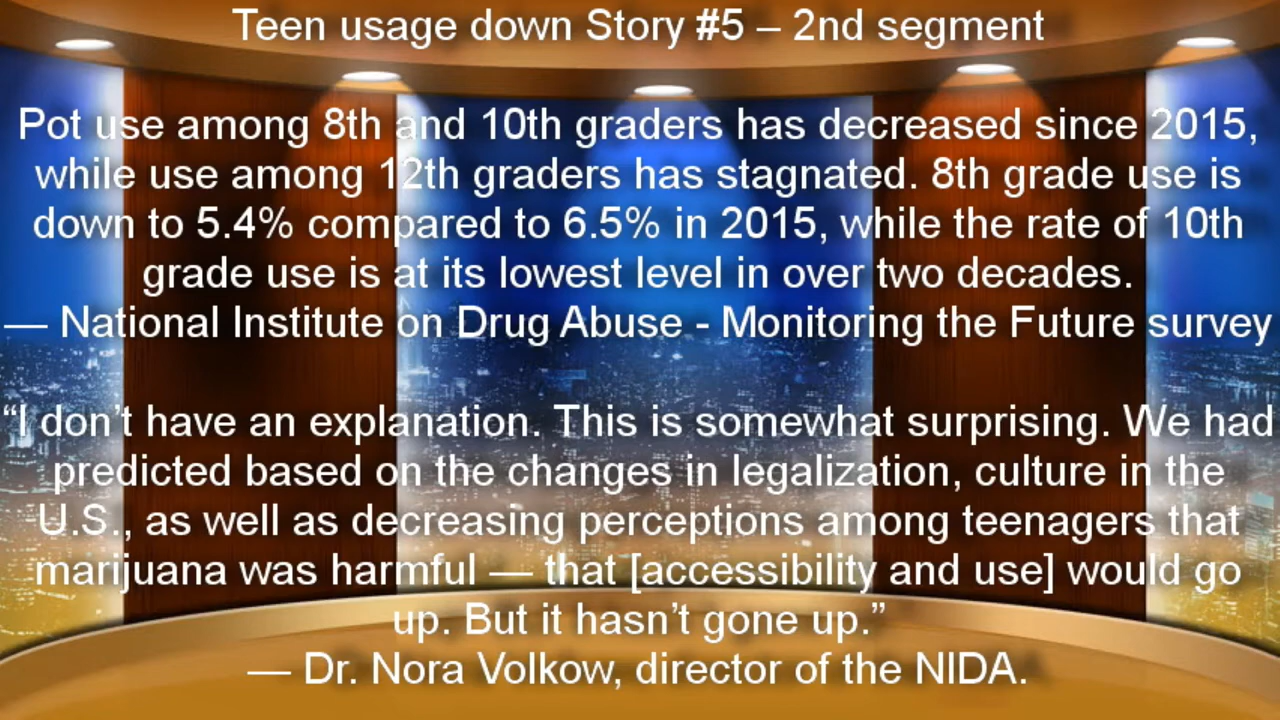 Teen usage down Story #5 – 2nd segment
Pot use among 8th and 10th graders has decreased since 2015,
while use among 12th graders has stagnated. 8th grade use is
down to 5.4% compared to 6.5% in 2015, while the rate of 10th
grade use is at its lowest level in over two decades.
— National Institute on Drug Abuse - Monitoring the Future survey
“I don’t have an explanation. This is somewhat surprising. We had
predicted based on the changes in legalization, culture in the
U.S., as well as decreasing perceptions among teenagers that
marijuana was harmful — that [accessibility and use] would go
up. But it hasn’t gone up.”
— Dr. Nora Volkow, director of the NIDA.